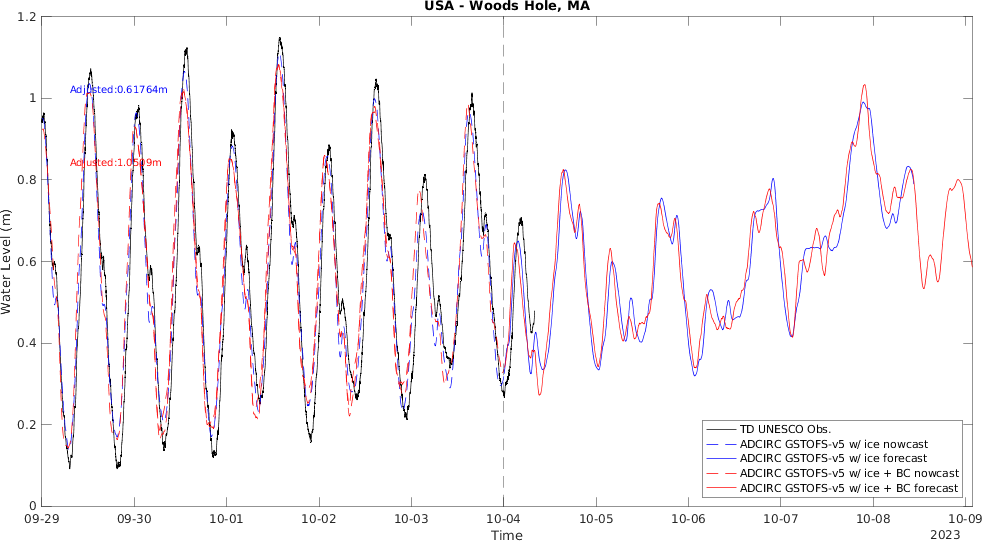 USA - Woods Hole, MA
1.2
1
0.8
0.6
0.4
0.2
0
Water Level (m)
Adjusted:0.61764m
Adjusted:1.0509m
TD UNESCO Obs.
ADCIRC GSTOFS-v5 w/ ice nowcast
ADCIRC GSTOFS-v5 w/ ice forecast
ADCIRC GSTOFS-v5 w/ ice + BC nowcast
ADCIRC GSTOFS-v5 w/ ice + BC forecast
09-29 09-30 10-01 10-02 10-03 10-04 10-05 10-06 10-07 10-08 10-09
Time
2023